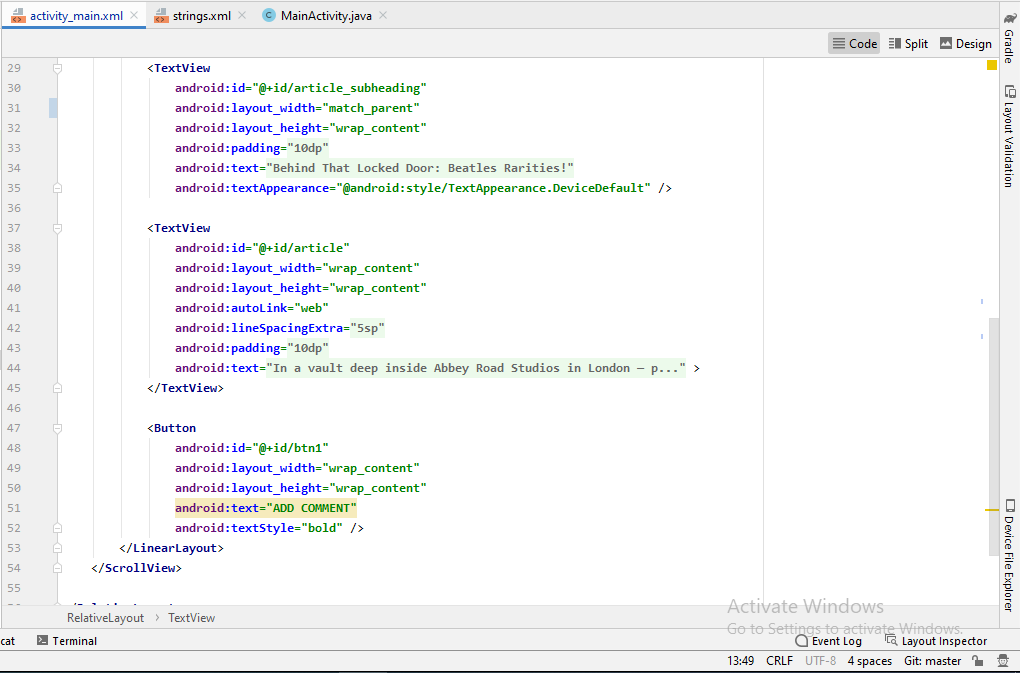 activity_main.xml strings.xml MainActivity.java
Code Split Design
Gradle
Layout Validation
Device File Explorer
29 <TextView
30 android:id="@+id/article_subheading"
31 android:layout_width="match_parent"
32 android:layout_height="wrap_content"
33 android:padding="10dp"
34 android:text="Behind That Locked Door: Beatles Rarities!"
35 android:textAppearance="@android:style/TextAppearance.DeviceDefault" />
36
37 <TextView
38 android:id="@+id/article"
39 android:layout_width="wrap_content"
40 android:layout_height="wrap_content"
41 android:autoLink="web"
42 android:lineSpacingExtra="5sp"
43 android:padding="10dp"
44 android:text="In a vault deep inside Abbey Road Studios in London — p..." >
45 </TextView>
46
47 <Button
48 android:id="@+id/btn1"
49 android:layout_width="wrap_content"
50 android:layout_height="wrap_content"
51 android:text="ADD COMMENT"
52 android:textStyle="bold" />
53 </LinearLayout>
54 </ScrollView>
55
RelativeLayout › TextView
Activate Windows
Go to Settings to activate Windows.
cat Terminal Event Log Layout Inspector
13:49 CRLF UTF-8 4 spaces Git: master